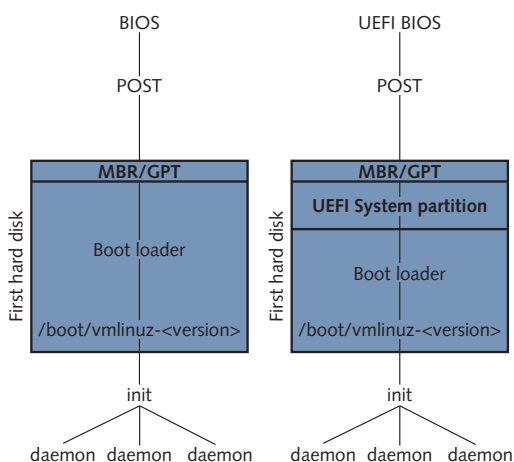 BIOS
POST
MBR/GPT
First hard disk
Boot loader
/boot/vmlinuz-<version>
init
daemon daemon daemon
UEFI BIOS
POST
MBR/GPT
UEFI System partition
First hard disk
Boot loader
/boot/vmlinuz-<version>
init
daemon daemon daemon